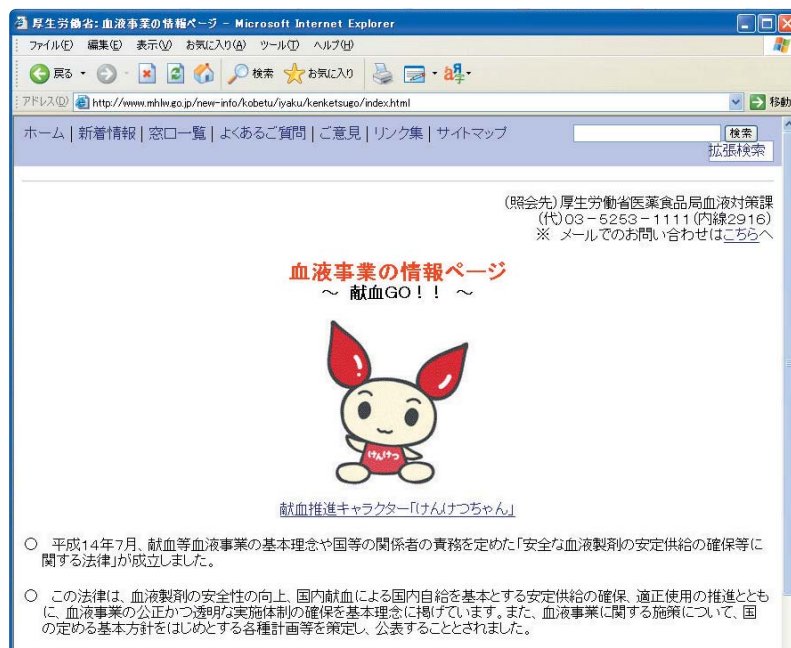 厚生労働省: 血液事業の情報ページ - Microsoft Internet Explorer
ファイル(F) 編集(E) 表示(V) お気に入り(A) ツール(T) ヘルプ(H)
戻る 検索 お気に入り
アドレス(D) http://www.mhlw.go.jp/new-info/kobetu/iyaku/kenketsugo/index.html 移動
ホーム | 新着情報 | 窓口一覧 | よくあるご質問 | ご意見 | リンク集 | サイトマップ 検索
拡張検索
(照会先)厚生労働省医薬食品局血液対策課
(代)03-5253-1111(内線2916)
※ メールでのお問い合わせはこちらへ
血液事業の情報ページ
~ 献血GO!! ~
けんけつ
献血推進キャラクター「けんけつちゃん」
○ 平成14年7月、献血等血液事業の基本理念や国等の関係者の責務を定めた「安全な血液製剤の安定供給の確保等に
関する法律」が成立しました。
○ この法律は、血液製剤の安全性の向上、国内献血による国内自給を基本とする安定供給の確保、適正使用の推進ととも
に、血液事業の公正かつ透明な実施体制の確保を基本理念に掲げています。また、血液事業に関する施策について、国
の定める基本方針をはじめとする各種計画等を策定し、公表することとされました。